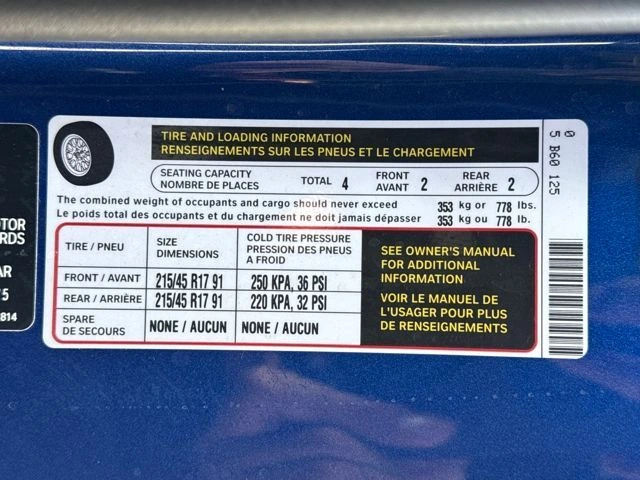 TIRE AND LOADING INFORMATION
RENSEIGNEMENTS SUR LES PNEUS ET LE CHARGEMENT
SEATING CAPACITY
NOMBRE DE PLACES
TOTAL 4
FRONT
AVANT 2
REAR
ARRIÈRE 2
The combined weight of occupants and cargo should never exceed 353 kg or 778 lbs.
Le poids total des occupants et du chargement ne doit jamais dépasser 353 kg ou 778 lb.
TIRE / PNEU
SIZE
DIMENSIONS
COLD TIRE PRESSURE
PRESSION DES PNEUS
A FROID
FRONT / AVANT 215/45 R17 91 250 KPA, 36 PSI
REAR / ARRIÈRE 215/45 R17 91 220 KPA, 32 PSI
SPARE
DE SECOURS
NONE / AUCUN NONE / AUCUN
SEE OWNER'S MANUAL
FOR ADDITIONAL
INFORMATION
VOIR LE MANUEL DE
L'USAGER POUR PLUS
DE RENSEIGNEMENTS
0
5 B60 125
OTOR
RDS
AR
5
814